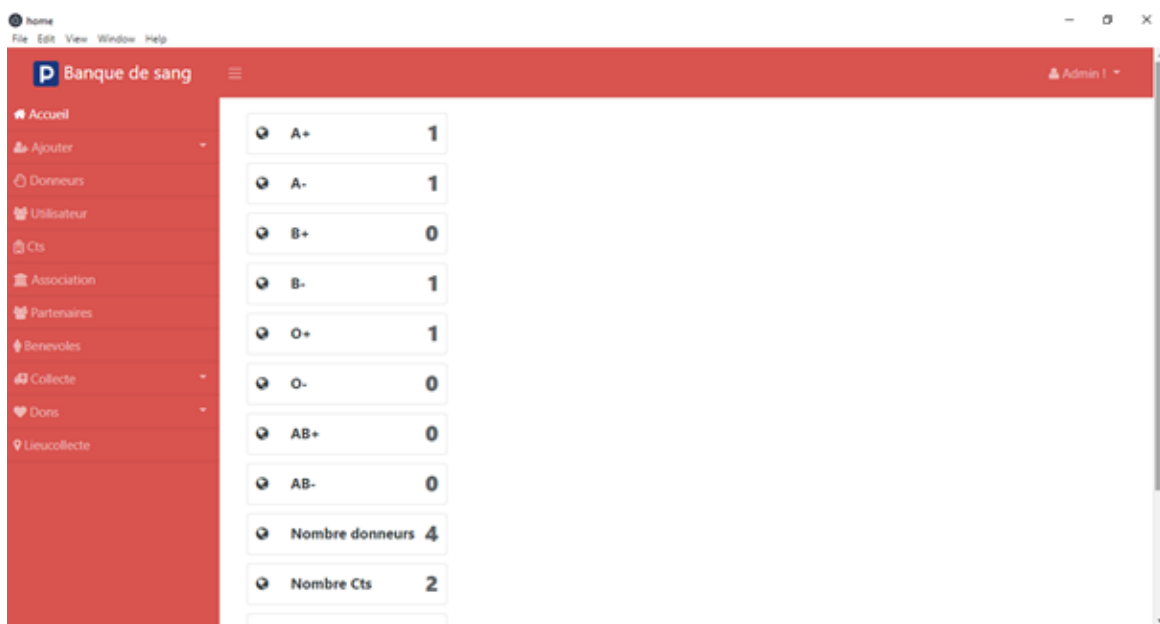 home
File Edit View Window Help
P Banque de sang
Admin !
Accueil
Ajouter
Donneurs
Utilisateur
Cts
Association
Partenaires
Benevoles
Collecte
Dons
Lieucollecte
A+ 1
A- 1
B+ 0
B- 1
O+ 1
O- 0
AB+ 0
AB- 0
Nombre donneurs 4
Nombre Cts 2